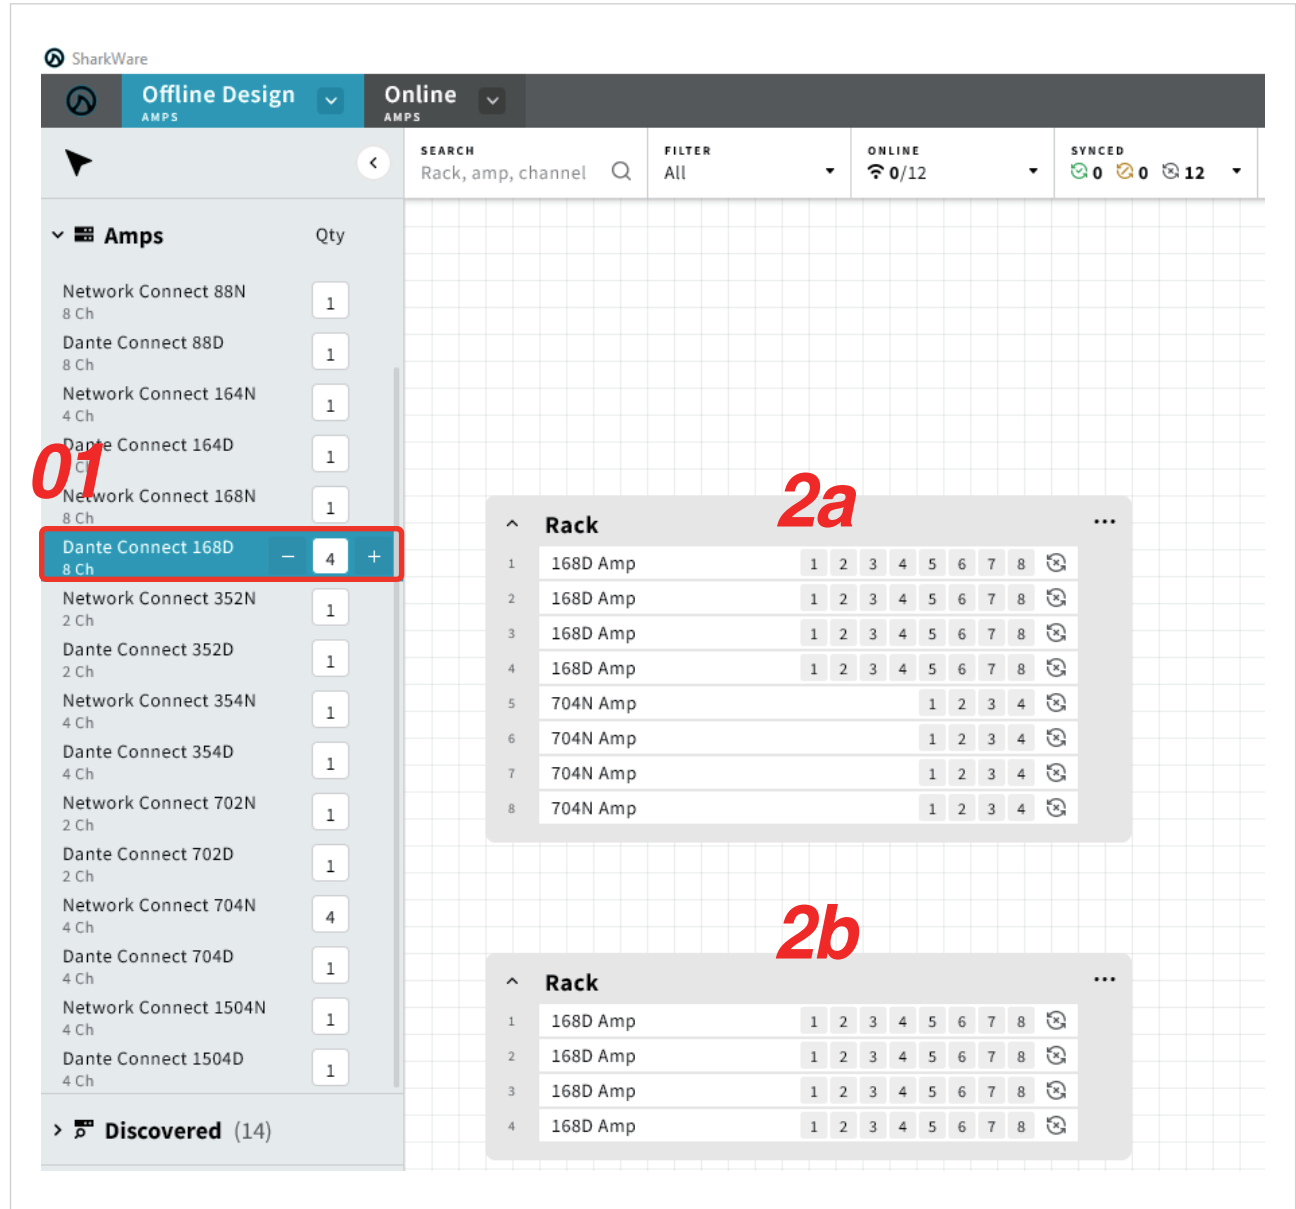 SharkWare
Offline Design
AMPS
Online
AMPS
SEARCH
Rack, amp, channel
FILTER
All
ONLINE
0/12
SYNCED
0 0 12
Amps Qty
Network Connect 88N
8 Ch
1
Dante Connect 88D
8 Ch
1
Network Connect 164N
4 Ch
1
Dante Connect 164D
Ch
1
01
Network Connect 168N
8 Ch
1
Dante Connect 168D
8 Ch
− 4 +
Network Connect 352N
2 Ch
1
Dante Connect 352D
2 Ch
1
Network Connect 354N
4 Ch
1
Dante Connect 354D
4 Ch
1
Network Connect 702N
2 Ch
1
Dante Connect 702D
2 Ch
1
Network Connect 704N
4 Ch
4
Dante Connect 704D
4 Ch
1
Network Connect 1504N
4 Ch
1
Dante Connect 1504D
4 Ch
1
Discovered (14)
2a
Rack ...
1 168D Amp 1 2 3 4 5 6 7 8
2 168D Amp 1 2 3 4 5 6 7 8
3 168D Amp 1 2 3 4 5 6 7 8
4 168D Amp 1 2 3 4 5 6 7 8
5 704N Amp 1 2 3 4
6 704N Amp 1 2 3 4
7 704N Amp 1 2 3 4
8 704N Amp 1 2 3 4
2b
Rack ...
1 168D Amp 1 2 3 4 5 6 7 8
2 168D Amp 1 2 3 4 5 6 7 8
3 168D Amp 1 2 3 4 5 6 7 8
4 168D Amp 1 2 3 4 5 6 7 8